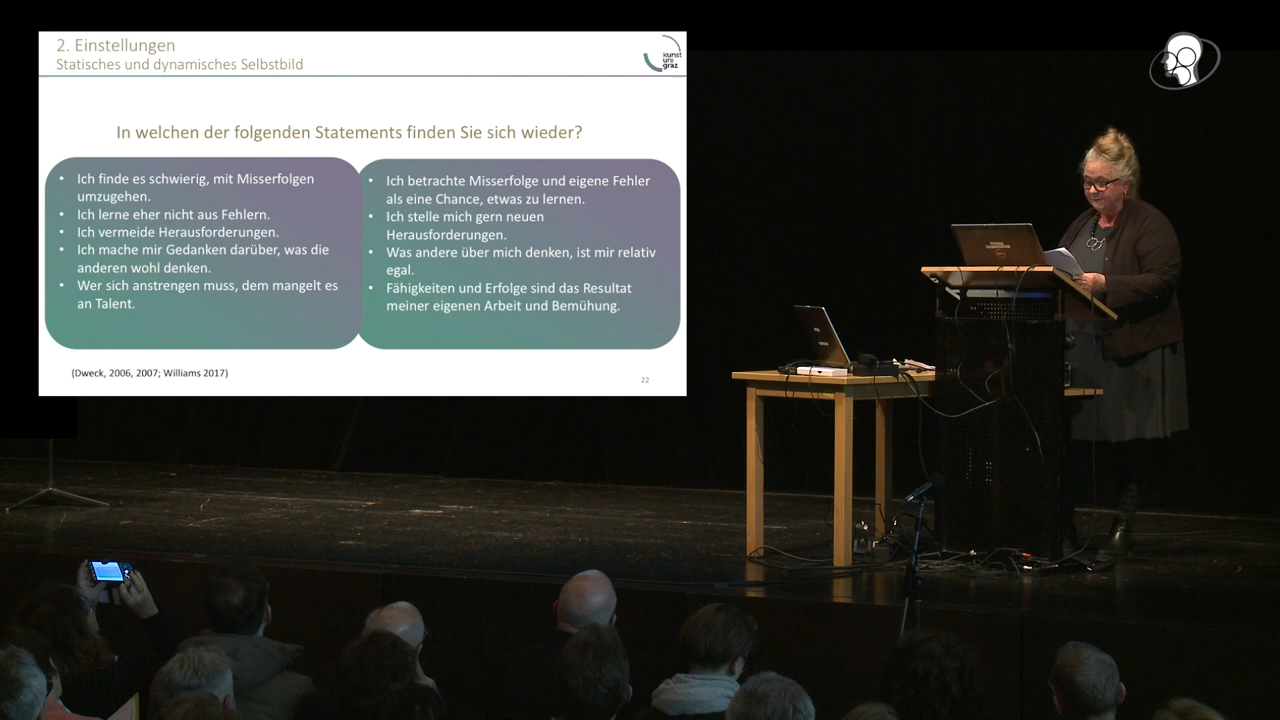 2. Einstellungen
Statisches und dynamisches Selbstbild
kunst
uni
graz
In welchen der folgenden Statements finden Sie sich wieder?
• Ich finde es schwierig, mit Misserfolgen
umzugehen.
• Ich lerne eher nicht aus Fehlern.
• Ich vermeide Herausforderungen.
• Ich mache mir Gedanken darüber, was die
anderen wohl denken.
• Wer sich anstrengen muss, dem mangelt es
an Talent.
• Ich betrachte Misserfolge und eigene Fehler
als eine Chance, etwas zu lernen.
• Ich stelle mich gern neuen
Herausforderungen.
• Was andere über mich denken, ist mir relativ
egal.
• Fähigkeiten und Erfolge sind das Resultat
meiner eigenen Arbeit und Bemühung.
(Dweck, 2006, 2007; Williams 2017)
22